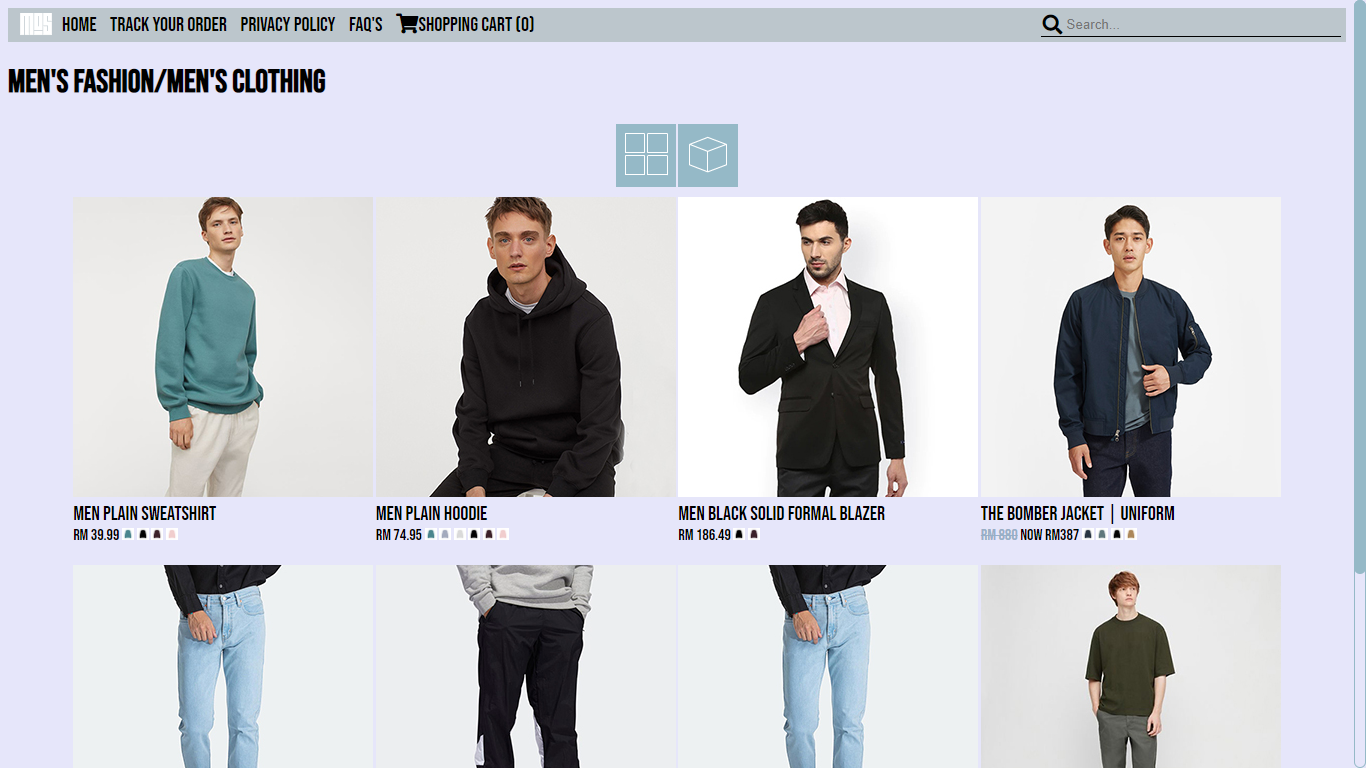 MDS HOME TRACK YOUR ORDER PRIVACY POLICY FAQ'S SHOPPING CART (0) Search...
MEN'S FASHION/MEN'S CLOTHING
MEN PLAIN SWEATSHIRT
RM 39.99
MEN PLAIN HOODIE
RM 74.95
MEN BLACK SOLID FORMAL BLAZER
RM 186.49
THE BOMBER JACKET | UNIFORM
RM 880 NOW RM387